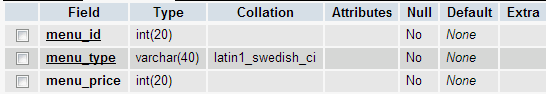 Field Type Collation Attributes Null Default Extra
menu_id int(20) No None
menu_type varchar(40) latin1_swedish_ci No None
menu_price int(20) No None